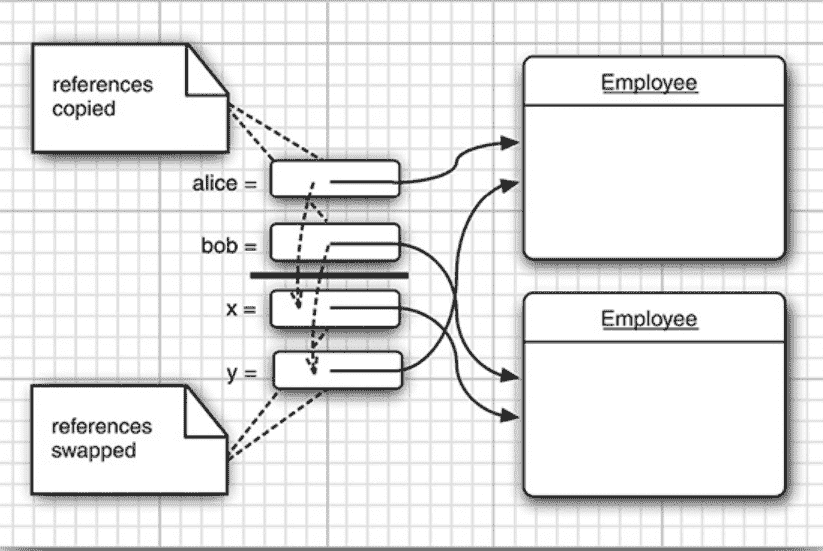 references
copied
Employee
alice =
bob =
x =
Employee
y =
references
swapped